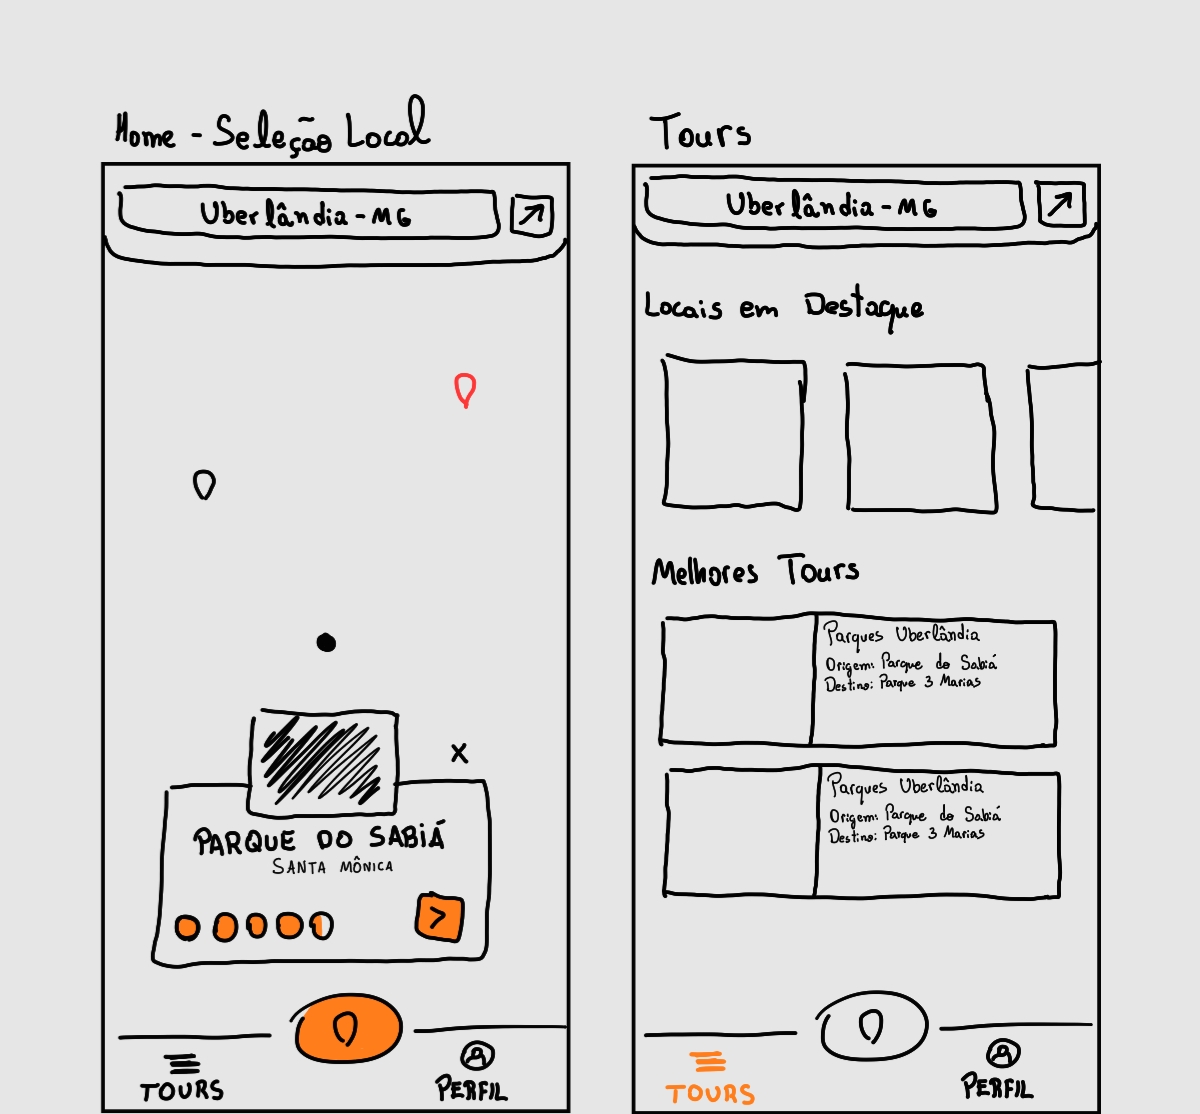 Home - Seleção Local
Uberlândia - MG
X
PARQUE DO SABIÁ
SANTA MÔNICA
>
TOURS
PERFIL
Tours
Uberlândia - MG
Locais em Destaque
Melhores Tours
Parques Uberlândia
Origem: Parque do Sabiá
Destino: Parque 3 Marias
Parques Uberlândia
Origem: Parque do Sabiá
Destino: Parque 3 Marias
TOURS
PERFIL